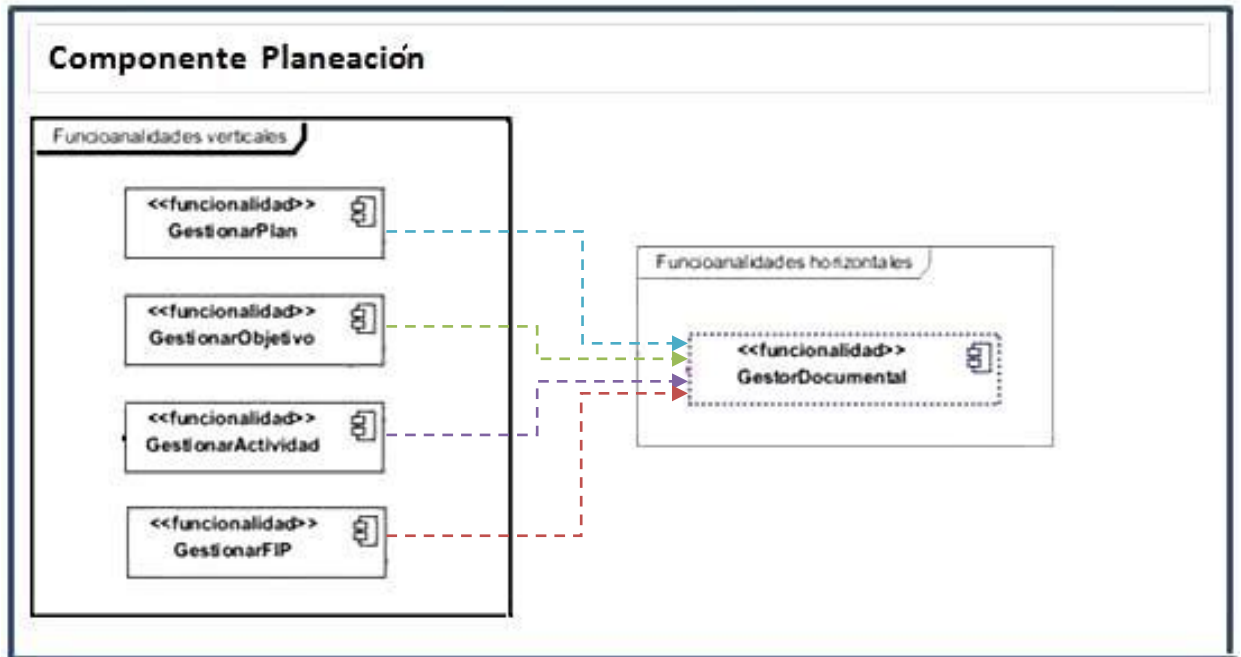 Componente Planeación
Funcioanalidades verticales
<<funcionalidad>>
GestionarPlan
<<funcionalidad>>
GestionarObjetivo
<<funcionalidad>>
GestionarActividad
<<funcionalidad>>
GestionarFIP
Funcioanalidades horizontales
<<funcionalidad>>
GestorDocumental